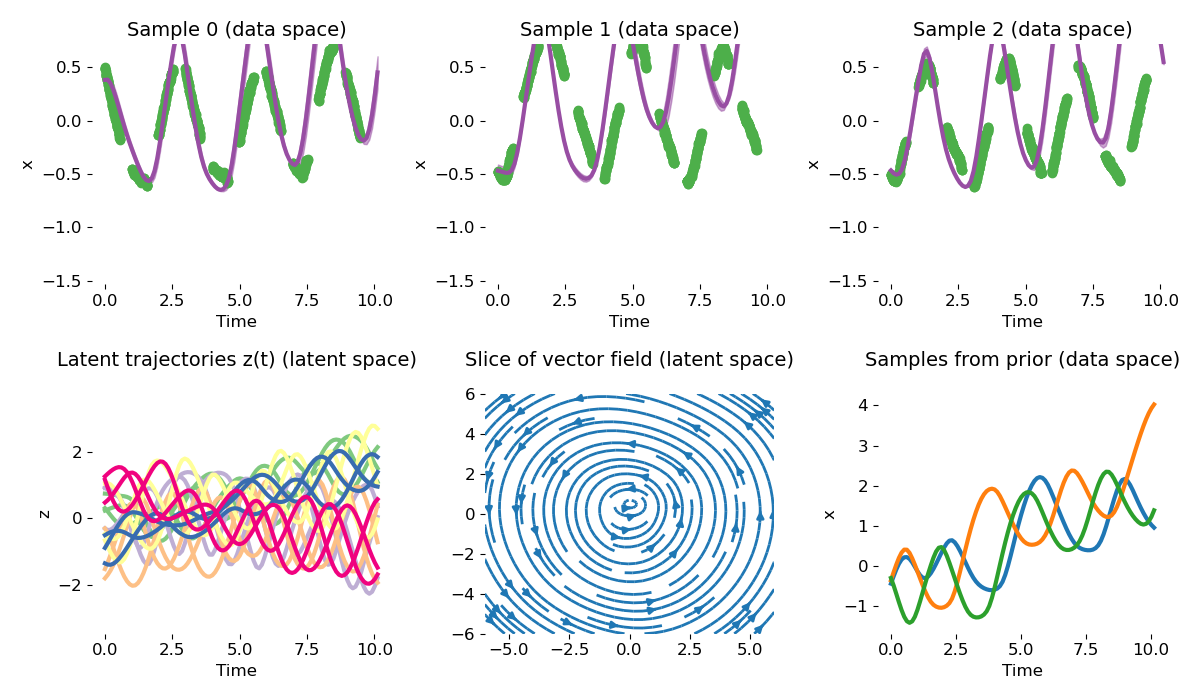 Sample 0 (data space)
Sample 1 (data space)
Sample 2 (data space)
0.5
0.0
−0.5
−1.0
−1.5
x
0.0 2.5 5.0 7.5 10.0
Time
0.5
0.0
−0.5
−1.0
−1.5
x
0.0 2.5 5.0 7.5 10.0
Time
0.5
0.0
−0.5
−1.0
−1.5
x
0.0 2.5 5.0 7.5 10.0
Time
Latent trajectories z(t) (latent space)
Slice of vector field (latent space)
Samples from prior (data space)
2
0
−2
z
0.0 2.5 5.0 7.5 10.0
Time
6
4
2
0
−2
−4
−6
−5.0 −2.5 0.0 2.5 5.0
4
3
2
1
0
−1
x
0.0 2.5 5.0 7.5 10.0
Time